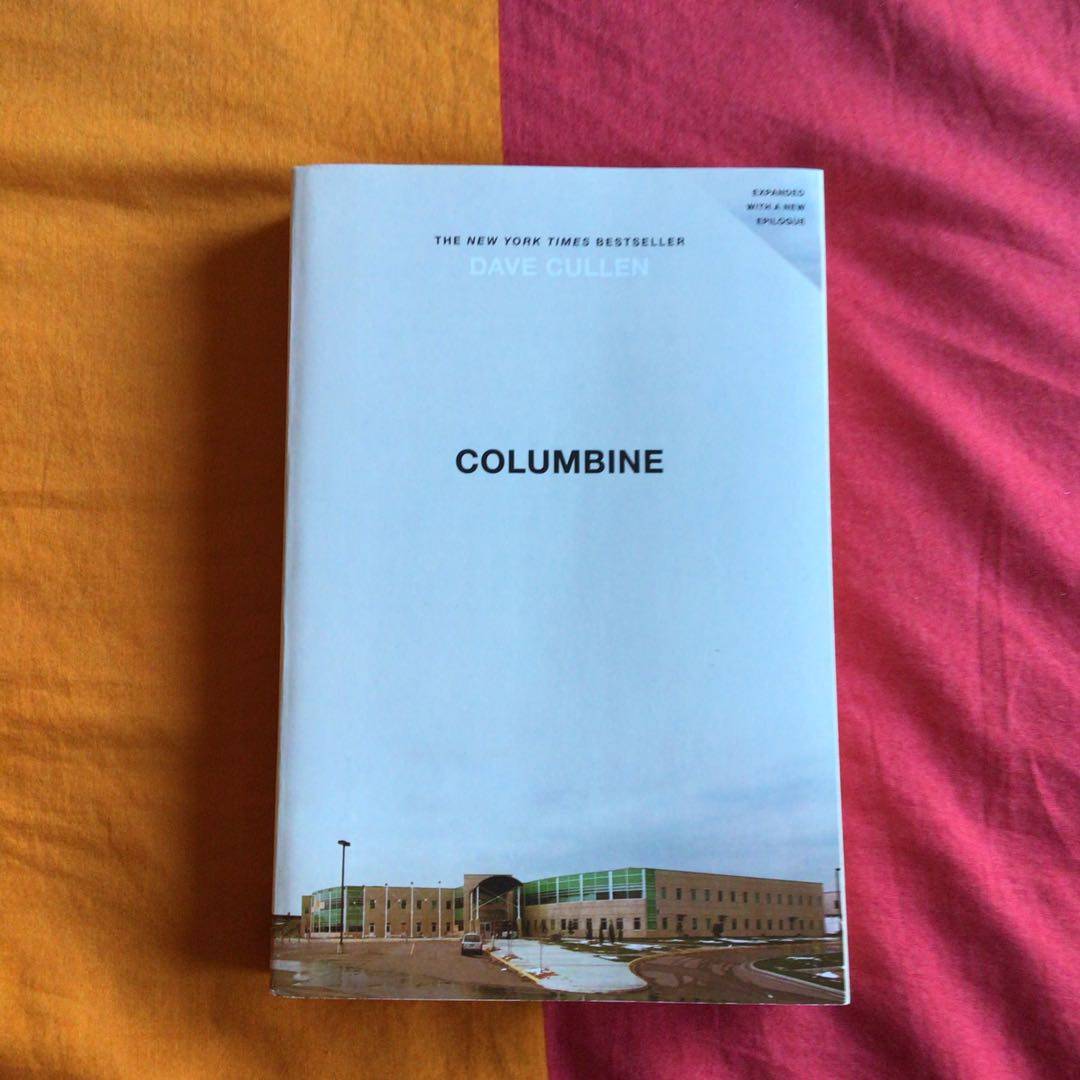 EXPANDED
WITH A NEW
EPILOGUE
THE NEW YORK TIMES BESTSELLER
DAVE CULLEN
COLUMBINE